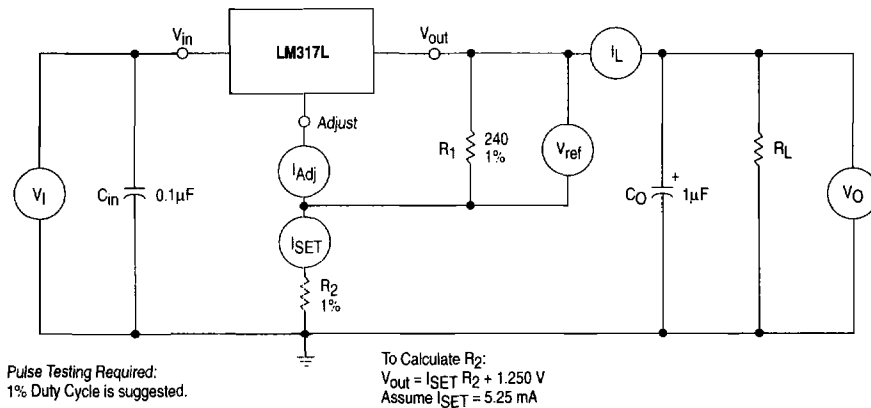 V_in
LM317L
V_out
I_L
Adjust
R_1
240
1%
V_ref
R_L
I_Adj
V_I
C_in
0.1µF
C_O
+
1µF
V_O
I_SET
R_2
1%
Pulse Testing Required:
1% Duty Cycle is suggested.
To Calculate R_2:
V_out = I_SET R_2 + 1.250 V
Assume I_SET = 5.25 mA